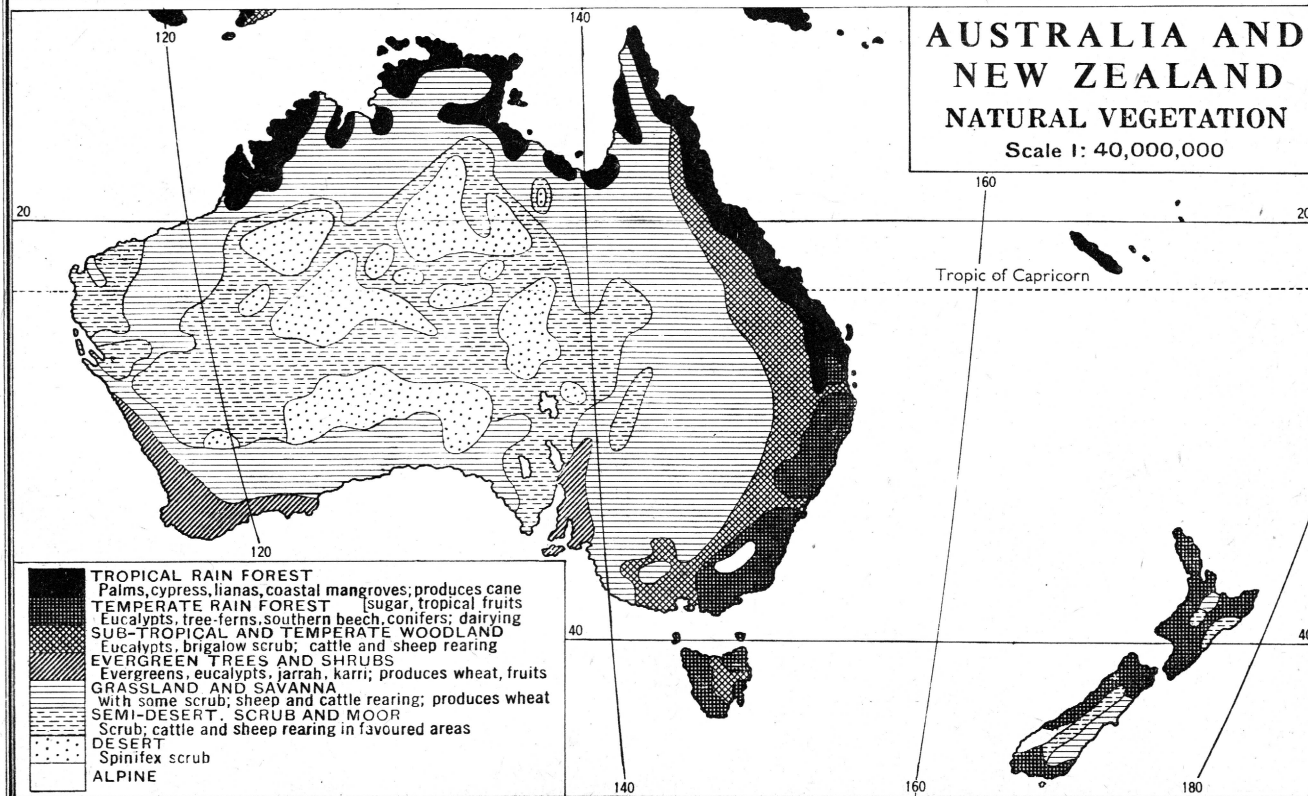 120
140
AUSTRALIA AND
NEW ZEALAND
NATURAL VEGETATION
Scale 1: 40,000,000
160
20
20
Tropic of Capricorn
120
TROPICAL RAIN FOREST
Palms, cypress, lianas, coastal mangroves; produces cane
TEMPERATE RAIN FOREST [sugar, tropical fruits
Eucalypts, tree-ferns, southern beech, conifers; dairying
SUB-TROPICAL AND TEMPERATE WOODLAND
Eucalypts, brigalow scrub; cattle and sheep rearing
EVERGREEN TREES AND SHRUBS
Evergreens, eucalypts, jarrah, karri; produces wheat, fruits
GRASSLAND AND SAVANNA
with some scrub; sheep and cattle rearing; produces wheat
SEMI-DESERT. SCRUB AND MOOR
Scrub; cattle and sheep rearing in favoured areas
DESERT
Spinifex scrub
ALPINE
40
40
140
160
180